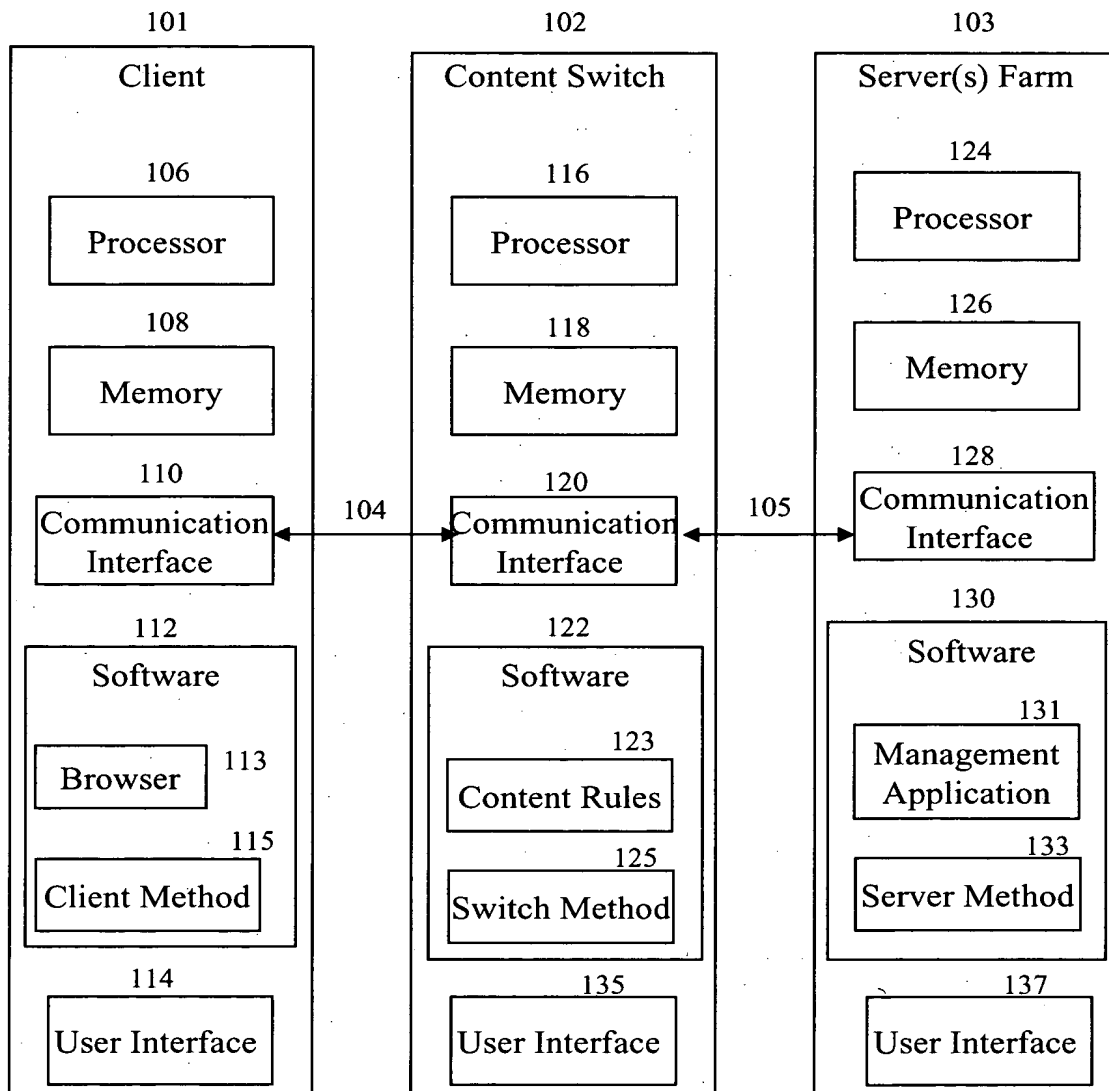 101
102
103
Client
Content Switch
Server(s) Farm
106
116
124
Processor
Processor
Processor
108
118
126
Memory
Memory
Memory
110
120
128
Communication
Interface
104
Communication
Interface
105
Communication
Interface
112
122
130
Software
Software
Software
Browser
113
123
Content Rules
131
Management
Application
115
Client Method
125
Switch Method
133
Server Method
114
135
137
User Interface
User Interface
User Interface